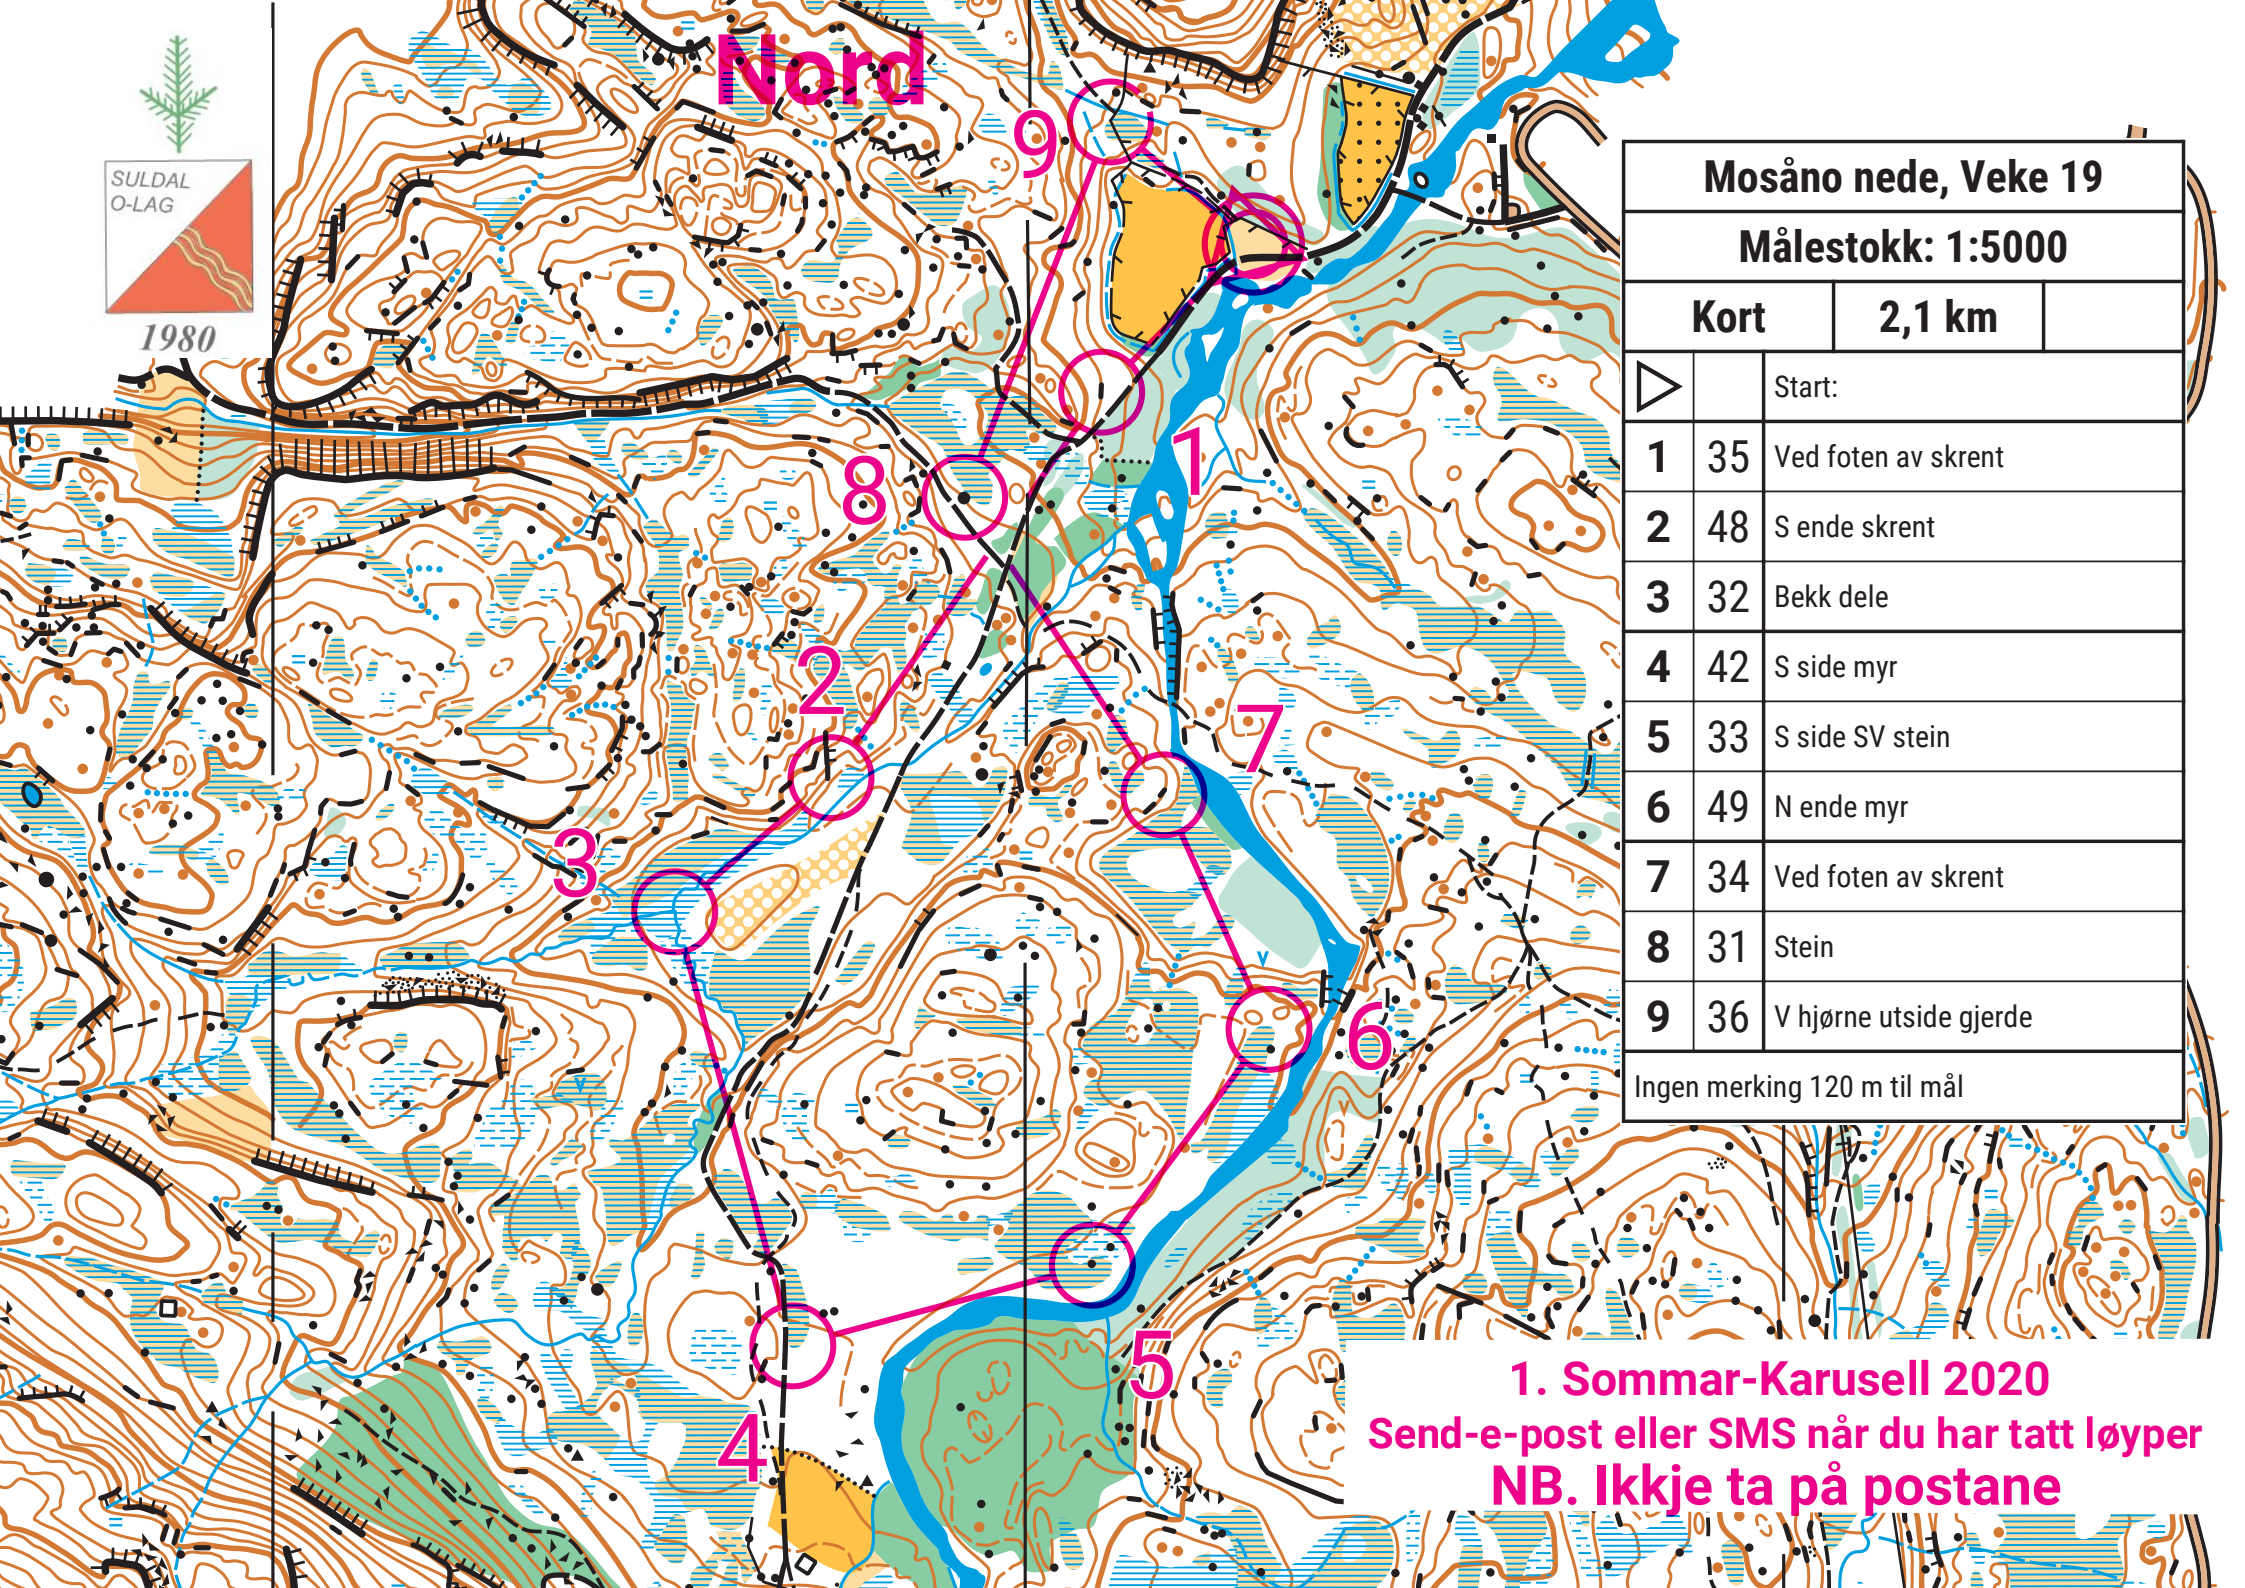 Nord
SULDAL
O-LAG
1980
9
8
1
2
7
3
6
5
4
Mosåno nede, Veke 19
Målestokk: 1:5000
Kort 2,1 km
Start:
1 35 Ved foten av skrent
2 48 S ende skrent
3 32 Bekk dele
4 42 S side myr
5 33 S side SV stein
6 49 N ende myr
7 34 Ved foten av skrent
8 31 Stein
9 36 V hjørne utside gjerde
Ingen merking 120 m til mål
1. Sommar-Karusell 2020
Send-e-post eller SMS når du har tatt løyper
NB. Ikkje ta på postane